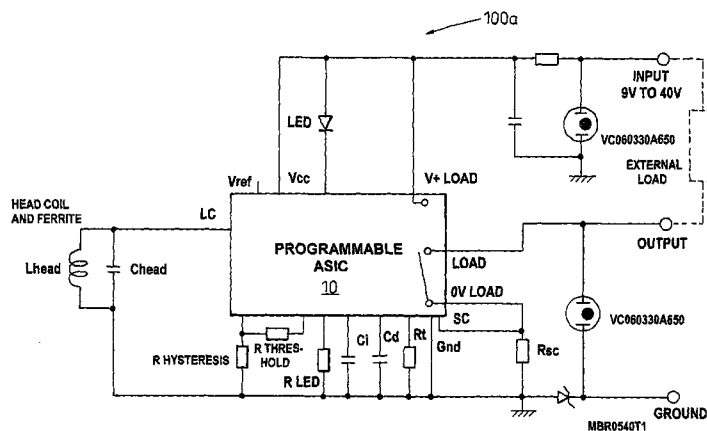 100a
INPUT
9V TO 40V
LED
VC060330A650
Vref
Vcc
V+ LOAD
EXTERNAL
LOAD
HEAD COIL
AND FERRITE
LC
PROGRAMMABLE
ASIC
10
LOAD
OUTPUT
Lhead
Chead
0V LOAD
SC
VC060330A650
R HYSTERESIS
R THRES-
HOLD
R LED
Ci
Cd
Rt
Gnd
Rsc
GROUND
MBR0540T1